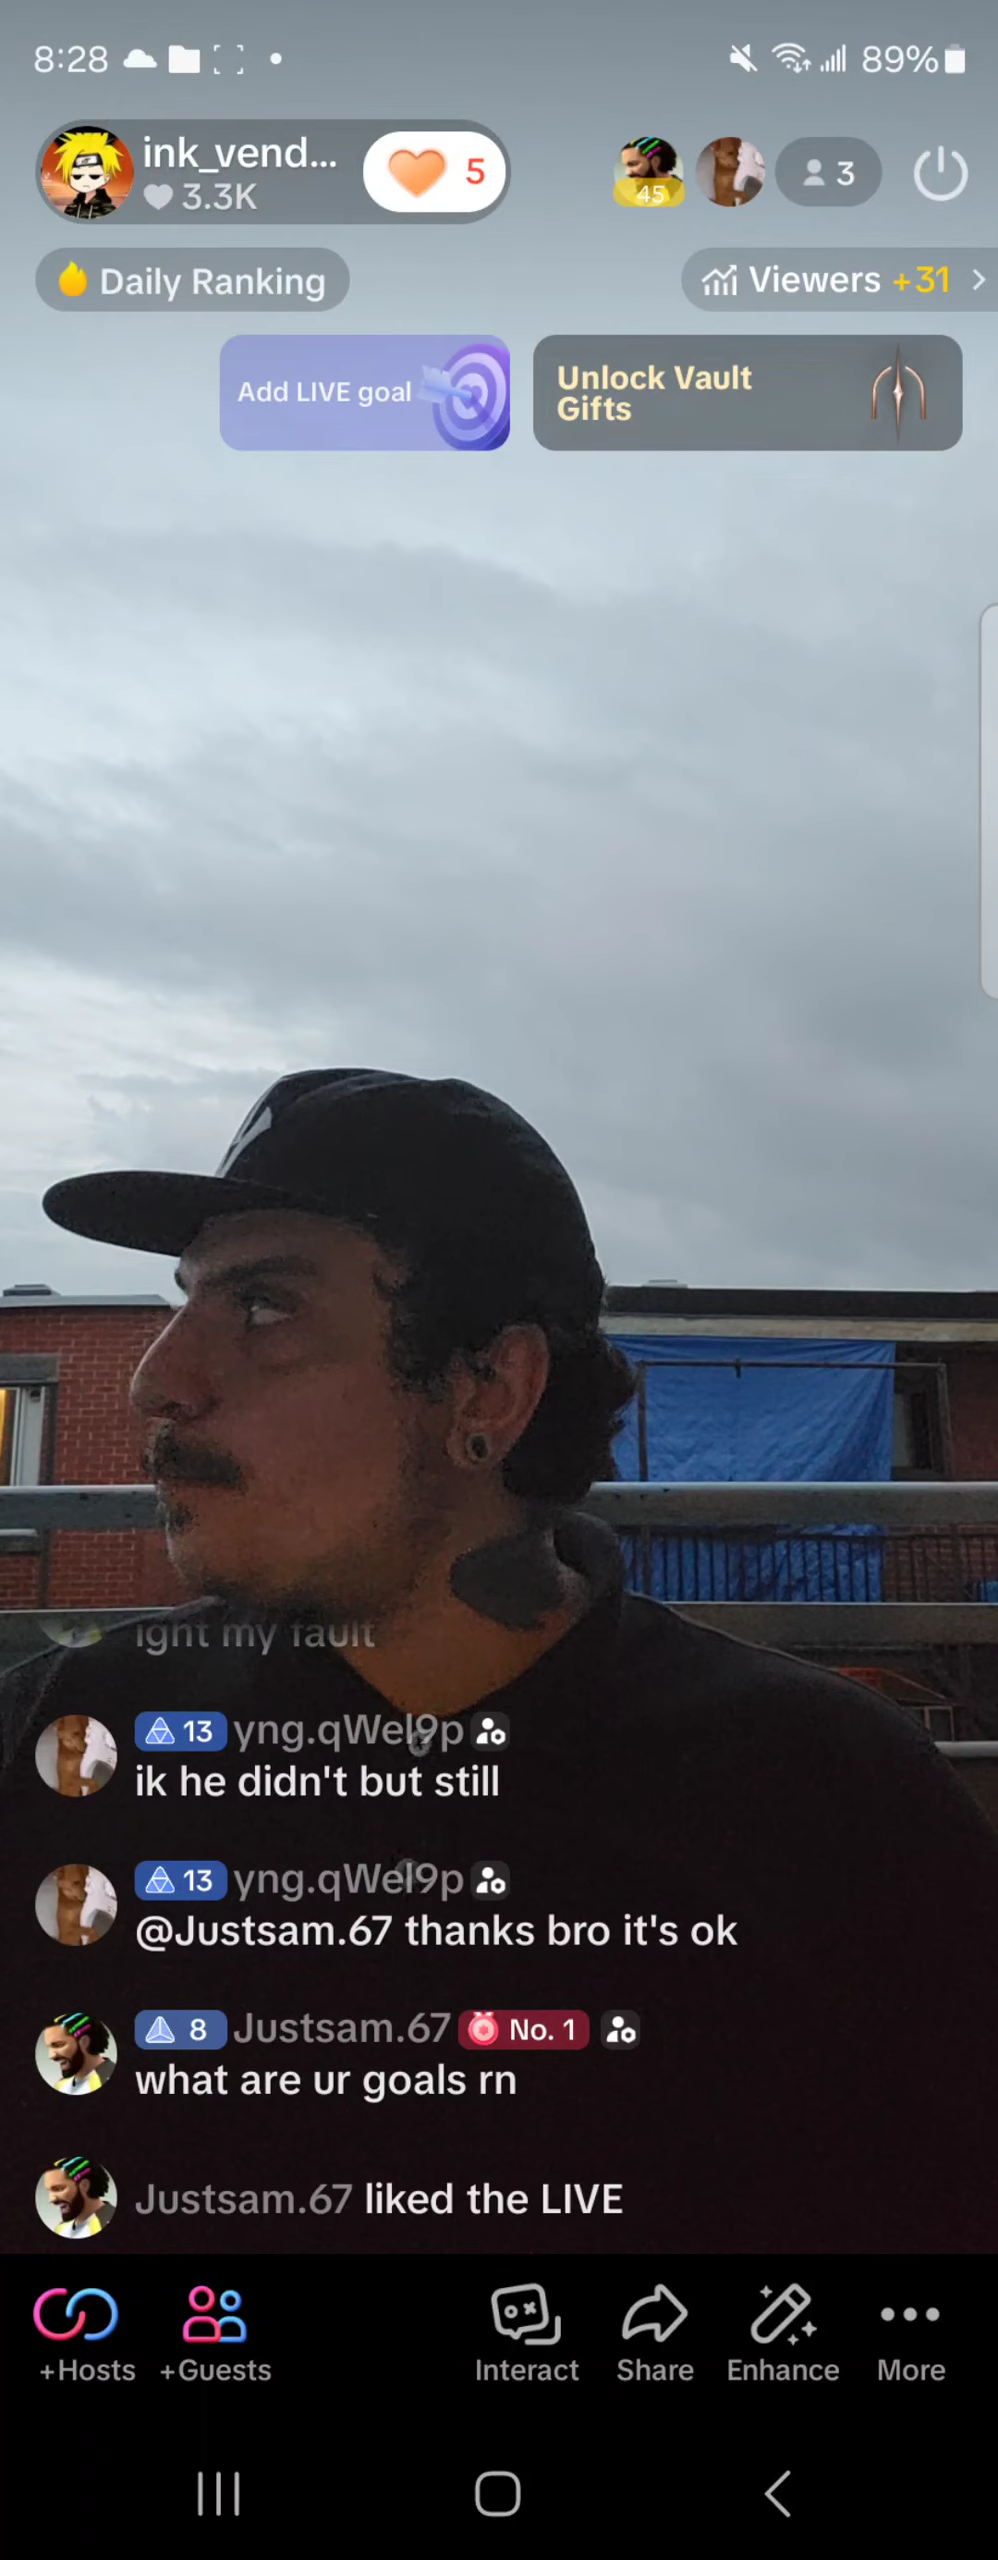 8:28
89%
ink_vend...
3.3K
5
45
3
Daily Ranking
Viewers +31
Add LIVE goal
Unlock Vault
Gifts
ight my fault
13 yng.qWel9p
ik he didn't but still
13 yng.qWel9p
@Justsam.67 thanks bro it's ok
8 Justsam.67 No. 1
what are ur goals rn
Justsam.67 liked the LIVE
+Hosts
+Guests
Interact
Share
Enhance
More